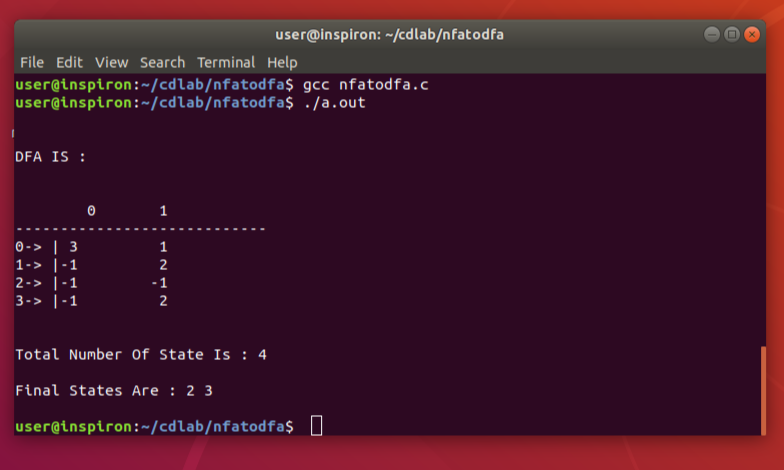 user@inspiron: ~/cdlab/nfatodfa
File Edit View Search Terminal Help
user@inspiron:~/cdlab/nfatodfa$ gcc nfatodfa.c
user@inspiron:~/cdlab/nfatodfa$ ./a.out
DFA IS :
0 1
----------------------------
0-> | 3 1
1-> |-1 2
2-> |-1 -1
3-> |-1 2
Total Number Of State Is : 4
Final States Are : 2 3
user@inspiron:~/cdlab/nfatodfa$